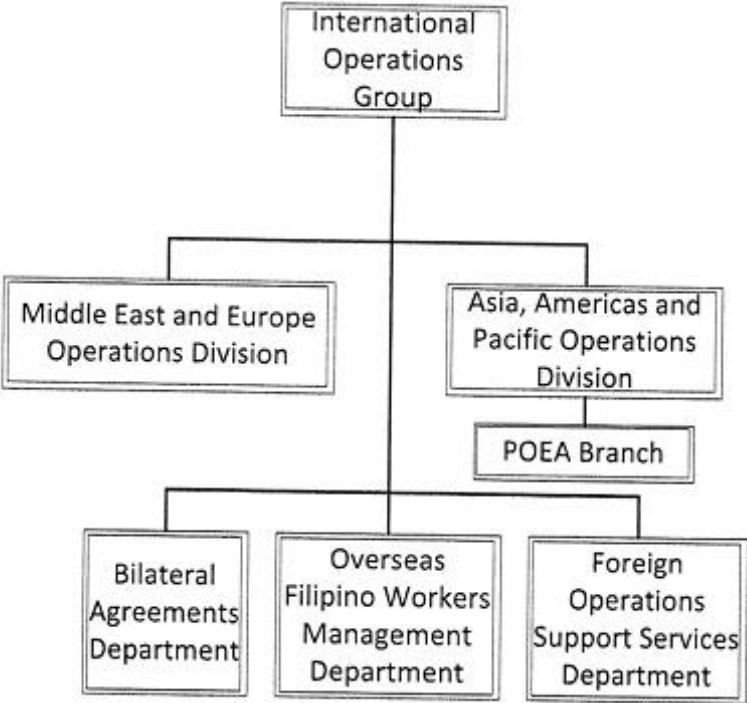 International
Operations
Group
Middle East and Europe
Operations Division
Asia, Americas and
Pacific Operations
Division
POEA Branch
Bilateral
Agreements
Department
Overseas
Filipino Workers
Management
Department
Foreign
Operations
Support Services
Department